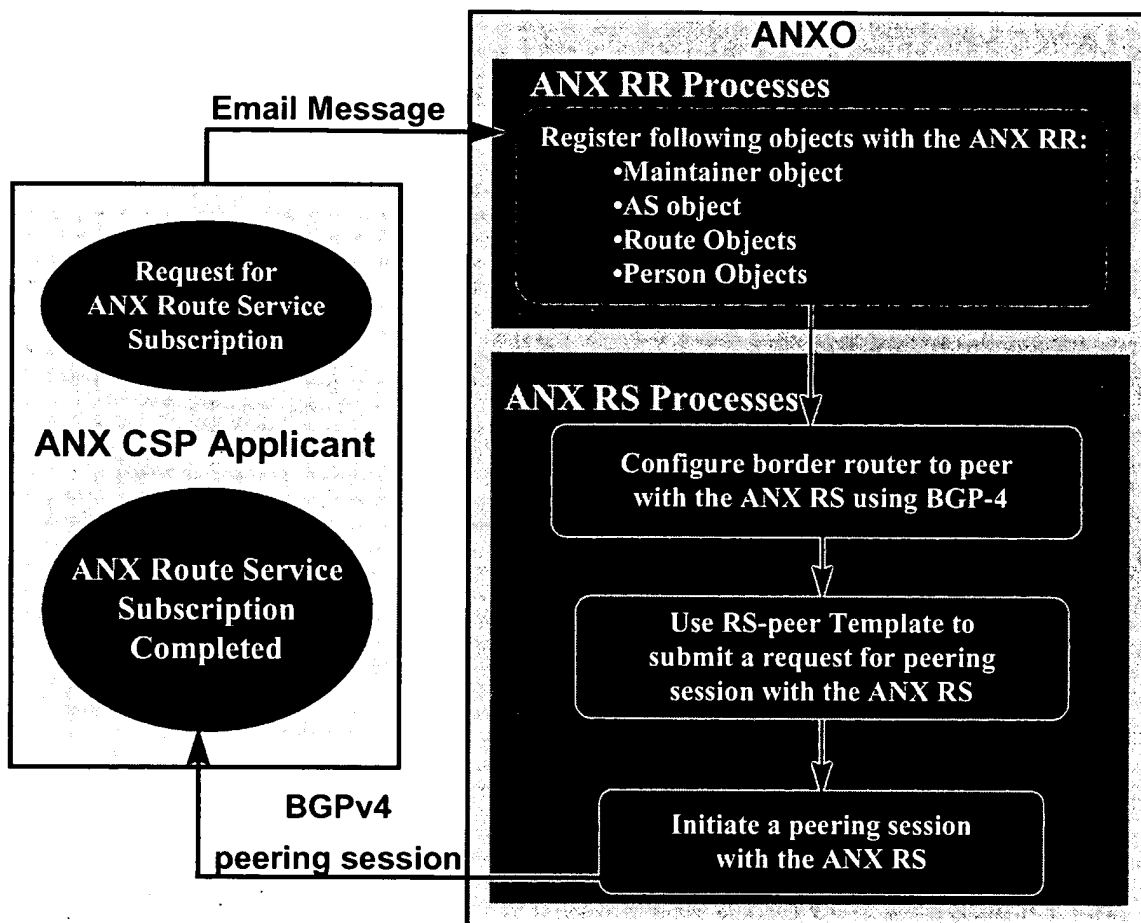 ANXO
ANX RR Processes
Email Message
Register following objects with the ANX RR:
•Maintainer object
•AS object
•Route Objects
•Person Objects
Request for
ANX Route Service
Subscription
ANX CSP Applicant
ANX Route Service
Subscription
Completed
ANX RS Processes
Configure border router to peer
with the ANX RS using BGP-4
Use RS-peer Template to
submit a request for peering
session with the ANX RS
Initiate a peering session
with the ANX RS
BGPv4
peering session